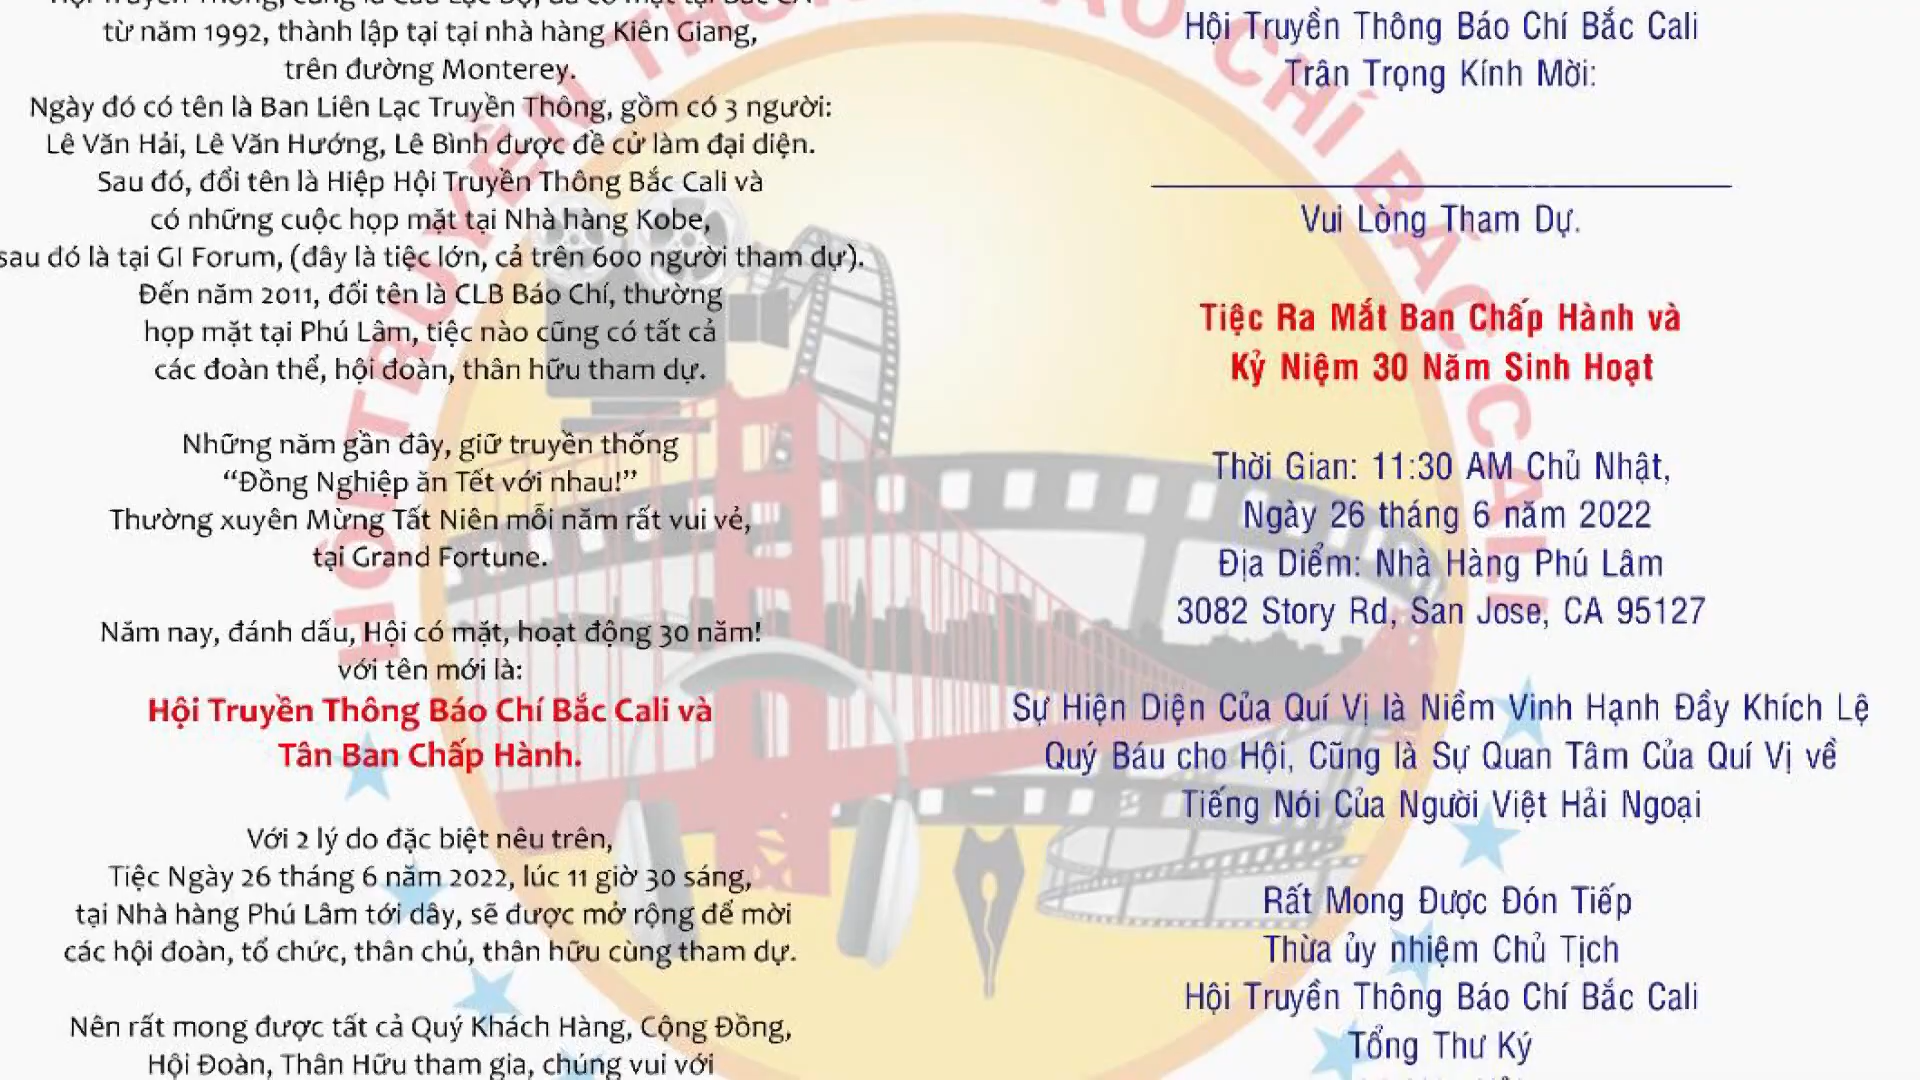 từ năm 1992, thành lập tại tại nhà hàng Kiên Giang,
trên đường Monterey.
Ngày đó có tên là Ban Liên Lạc Truyền Thông, gồm có 3 người:
Lê Văn Hải, Lê Văn Hướng, Lê Bình được đề cử làm đại diện.
Sau đó, đổi tên là Hiệp Hội Truyền Thông Bắc Cali và
có những cuộc họp mặt tại Nhà hàng Kobe,
sau đó là tại GI Forum, (đây là tiệc lớn, cả trên 600 người tham dự).
Đến năm 2011, đổi tên là CLB Báo Chí, thường
họp mặt tại Phú Lâm, tiệc nào cũng có tất cả
các đoàn thể, hội đoàn, thân hữu tham dự.
Những năm gần đây, giữ truyền thống
“Đồng Nghiệp ăn Tết với nhau!”
Thường xuyên Mừng Tất Niên mỗi năm rất vui vẻ,
tại Grand Fortune.
Năm nay, đánh dấu, Hội có mặt, hoạt động 30 năm!
với tên mới là:
Hội Truyền Thông Báo Chí Bắc Cali và
Tân Ban Chấp Hành.
Với 2 lý do đặc biệt nêu trên,
Tiệc Ngày 26 tháng 6 năm 2022, lúc 11 giờ 30 sáng,
tại Nhà hàng Phú Lâm tới dây, sẽ được mở rộng để mời
các hội đoàn, tổ chức, thân chủ, thân hữu cùng tham dự.
Nên rất mong được tất cả Quý Khách Hàng, Cộng Đồng,
Hội Đoàn, Thân Hữu tham gia, chúng vui với
Hội Truyền Thông Báo Chí Bắc Cali
Trân Trọng Kính Mời:
Vui Lòng Tham Dự.
Tiệc Ra Mắt Ban Chấp Hành và
Kỷ Niệm 30 Năm Sinh Hoạt
Thời Gian: 11:30 AM Chủ Nhật,
Ngày 26 tháng 6 năm 2022
Địa Diểm: Nhà Hàng Phú Lâm
3082 Story Rd, San Jose, CA 95127
Sự Hiện Diện Của Quí Vị là Niềm Vinh Hạnh Đầy Khích Lệ
Quý Báu cho Hội, Cũng là Sự Quan Tâm Của Quí Vị về
Tiếng Nói Của Người Việt Hải Ngoại
Rất Mong Được Đón Tiếp
Thừa ủy nhiệm Chủ Tịch
Hội Truyền Thông Báo Chí Bắc Cali
Tổng Thư Ký
HỘI TRUYỀN THÔNG BÁO CHÍ BẮC CALI